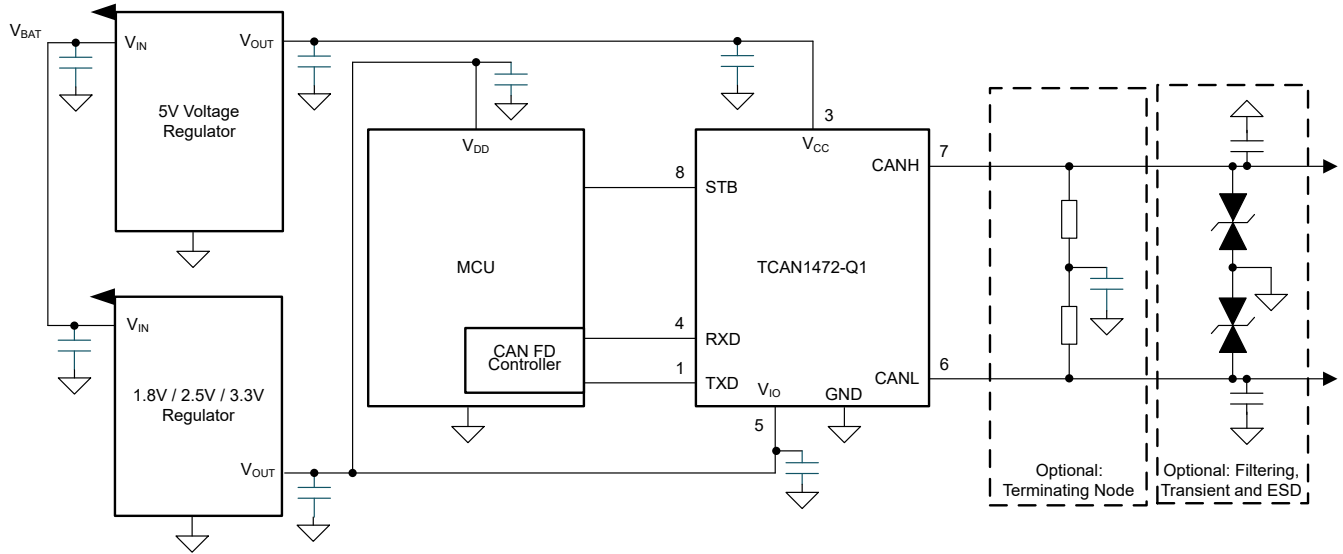 VBAT
VIN
VOUT
5V Voltage
Regulator
VIN
1.8V / 2.5V / 3.3V
Regulator
VOUT
VDD
MCU
CAN FD
Controller
8
4
1
3
VCC
STB
CANH
7
TCAN1472-Q1
RXD
TXD
VIO
GND
CANL
6
5
Optional:
Terminating Node
Optional: Filtering,
Transient and ESD